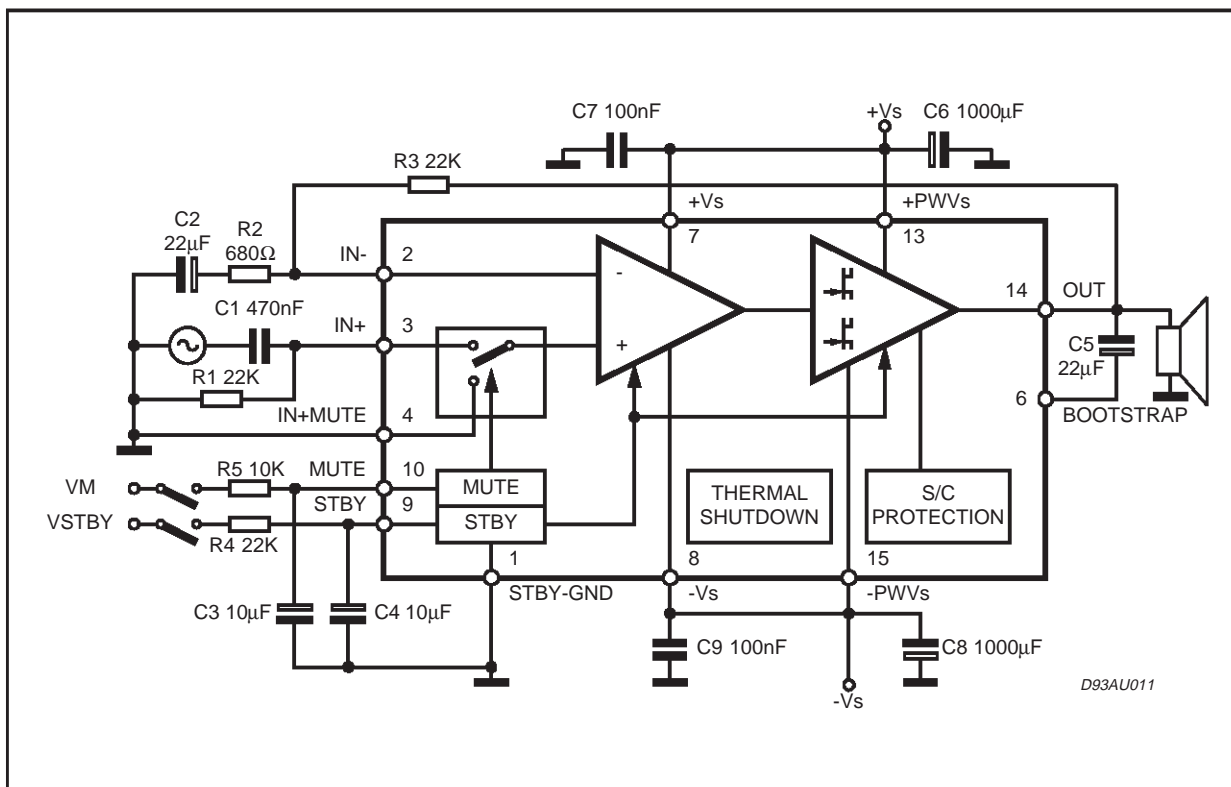 C7 100nF
+Vs
C6 1000µF
R3 22K
+Vs
+PWVs
C2
22µF
R2
680Ω
IN-
2
7
13
-
C1 470nF
IN+
3
14
OUT
+
C5
22µF
R1 22K
IN+MUTE
4
6
BOOTSTRAP
VM
R5 10K
MUTE
10
MUTE
THERMAL
SHUTDOWN
S/C
PROTECTION
VSTBY
STBY
9
STBY
R4 22K
1
8
15
STBY-GND
-Vs
-PWVs
C3 10µF
C4 10µF
C9 100nF
C8 1000µF
-Vs
D93AU011